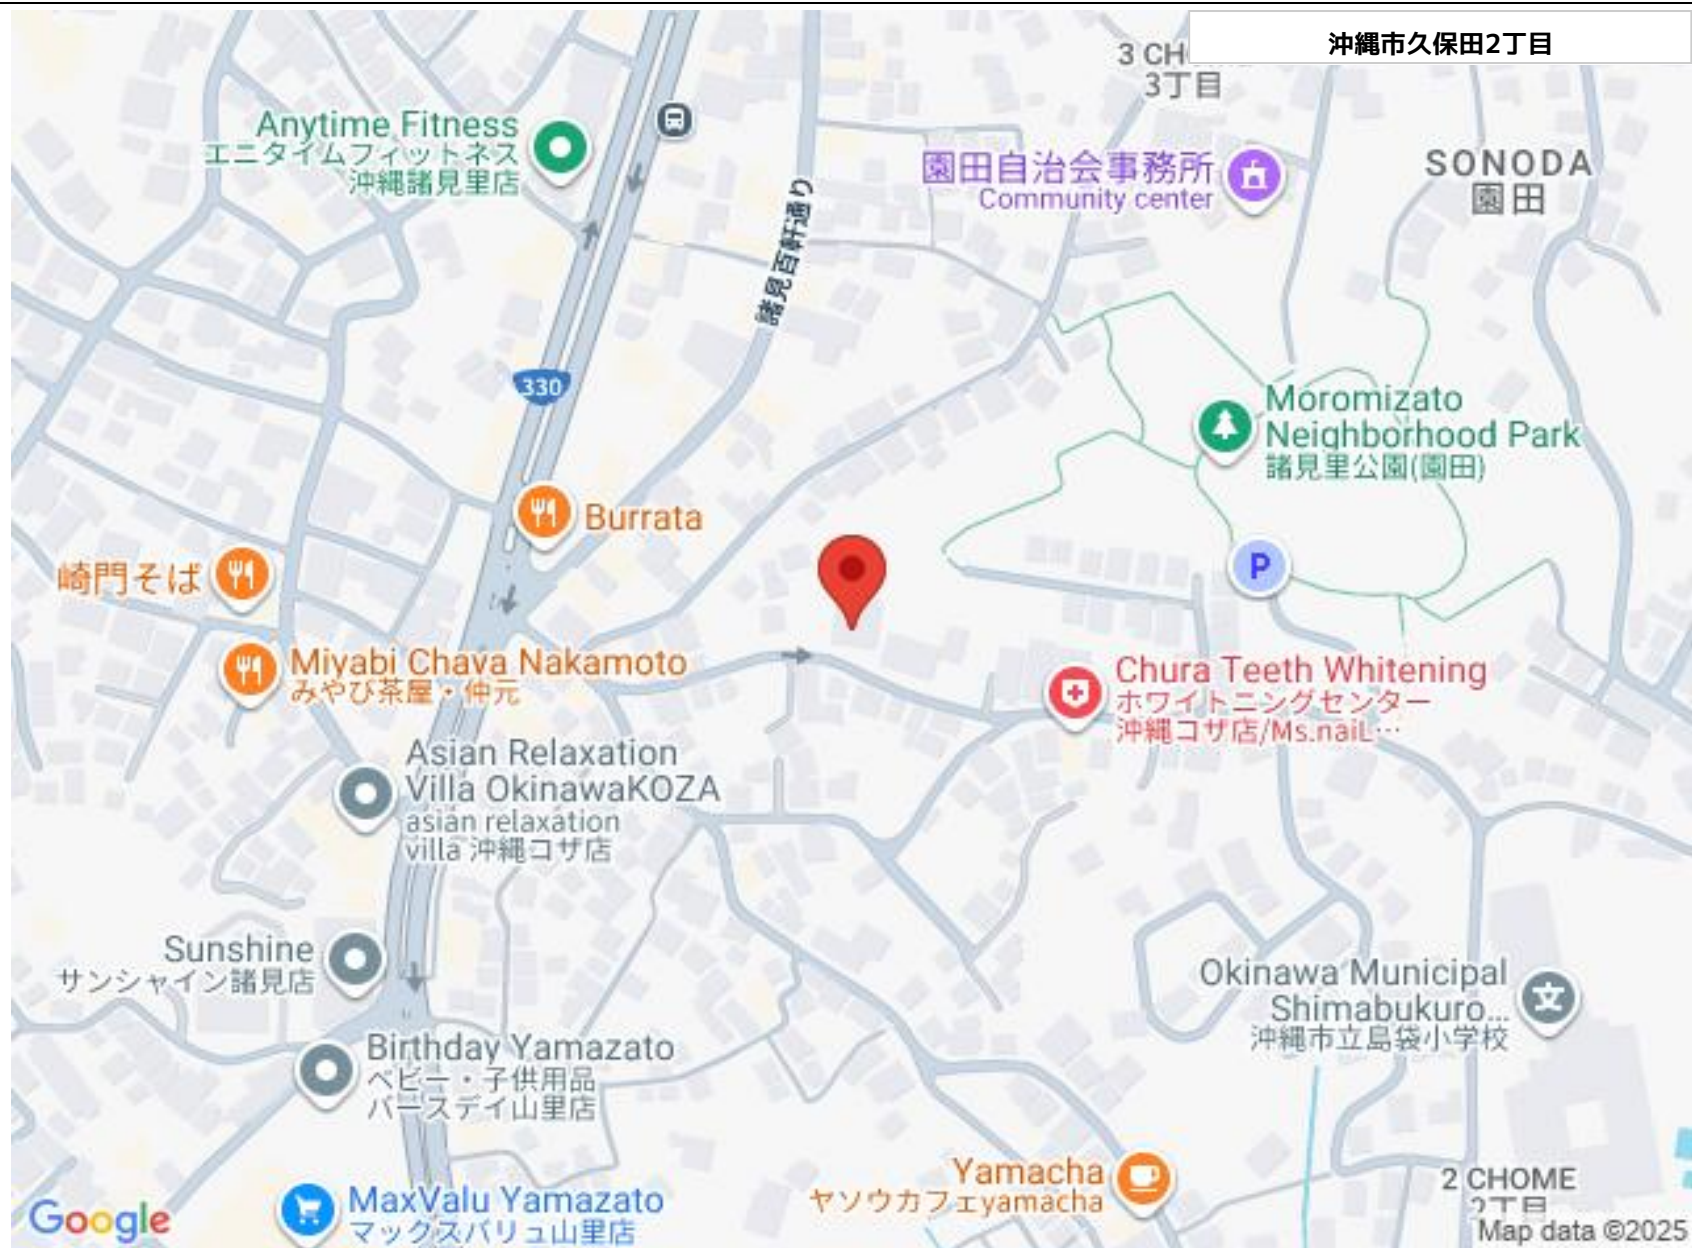 沖縄市久保田2丁目
3丁目
Anytime Fitness
エニタイムフィットネス
沖縄諸見里店
園田自治会事務所
Community center
SONODA
園田
諸見百軒通り
330
Moromizato
Neighborhood Park
諸見里公園(園田)
Burrata
崎門そば
P
Miyabi Chaya Nakamoto
みやび茶屋・仲元
Chura Teeth Whitening
ホワイトニングセンター
沖縄コザ店/Ms.naiL…
Asian Relaxation
Villa OkinawaKOZA
asian relaxation
villa 沖縄コザ店
Sunshine
サンシャイン諸見店
Okinawa Municipal
Shimabukuro...
沖縄市立島袋小学校
文
Birthday Yamazato
ベビー・子供用品
バースデイ山里店
Yamacha
ヤソウカフェyamacha
2 CHOME
2丁目
MaxValu Yamazato
マックスバリュ山里店
Google
Map data ©2025